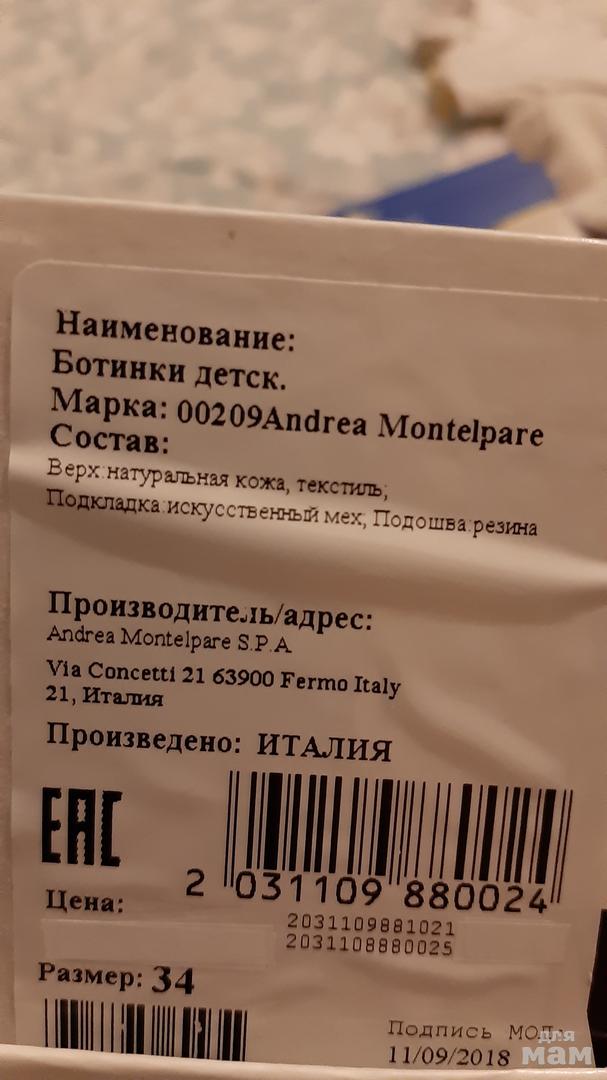 Наименование:
Ботинки детск.
Марка: 00209Andrea Montelpare
Состав:
Верх:натуральная кожа, текстиль;
Подкладка:искусственный мех; Подошва:резина
Производитель/адрес:
Andrea Montelpare S.P.A
Via Concetti 21 63900 Fermo Italy
21, Италия
Произведено: ИТАЛИЯ
EAC
2 031109 880024
Цена:
2031109881021
2031108880025
Размер: 34
Подпись МОЛ:
11/09/2018
для
мам